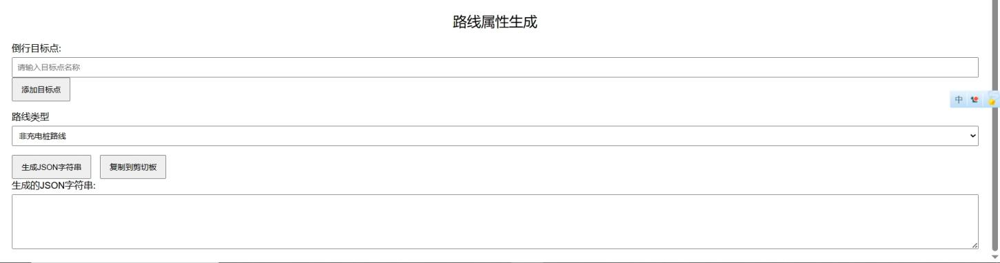 路线属性生成
倒行目标点:
请输入目标点名称
添加目标点
中
路线类型
非充电桩路线
生成JSON字符串 复制到剪切板
生成的JSON字符串: